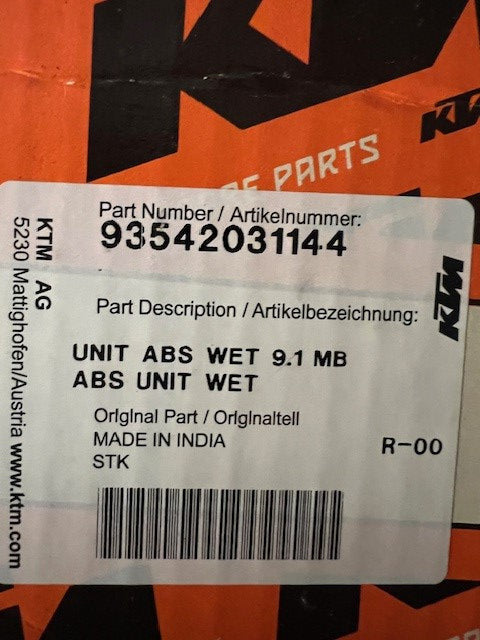 KTM
PARTS
Part Number / Artikelnummer:
93542031144
KTM
Part Description / Artikelbezeichnung:
UNIT ABS WET 9.1 MB
ABS UNIT WET
Original Part / Originalteil
MADE IN INDIA
R-00
STK
KTM AG
5230 Mattighofen/Austria www.ktm.com